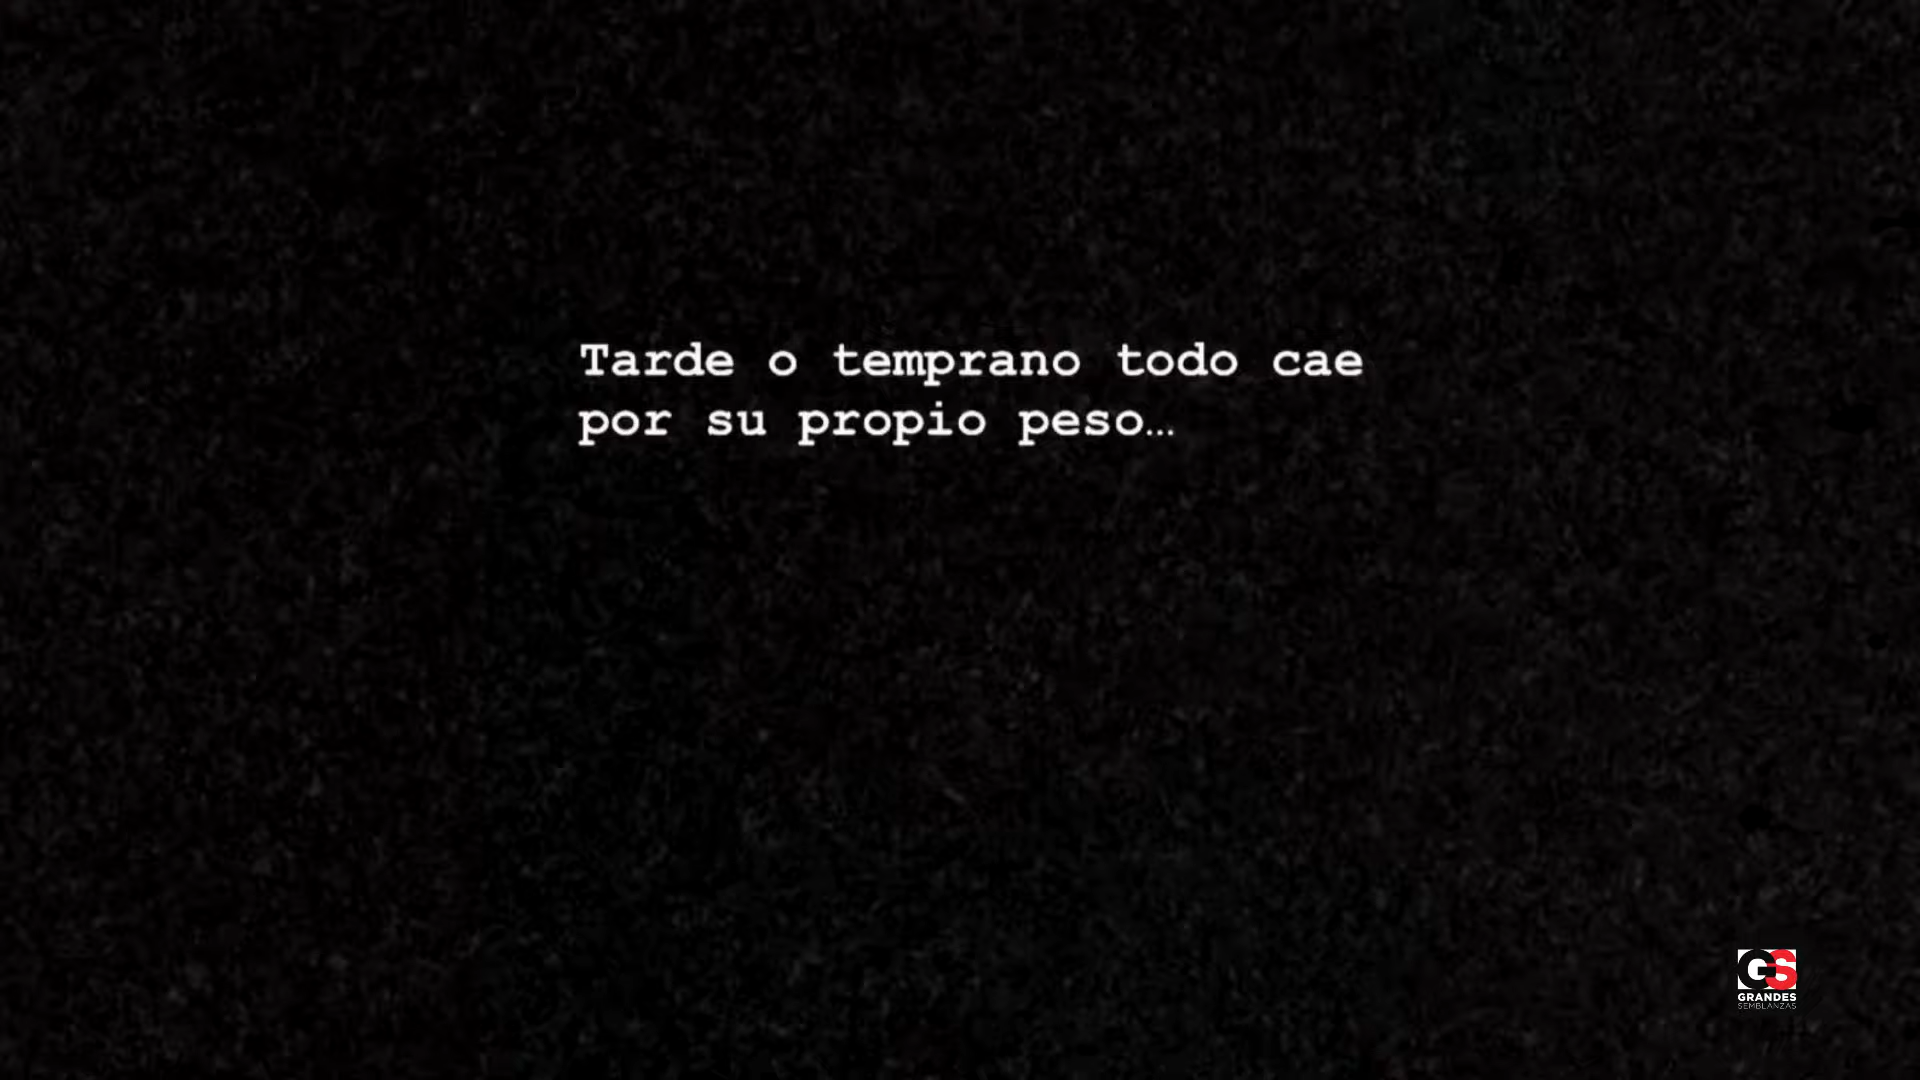 Tarde o temprano todo cae
por su propio peso…
GS
GRANDES
SEMBLANZAS